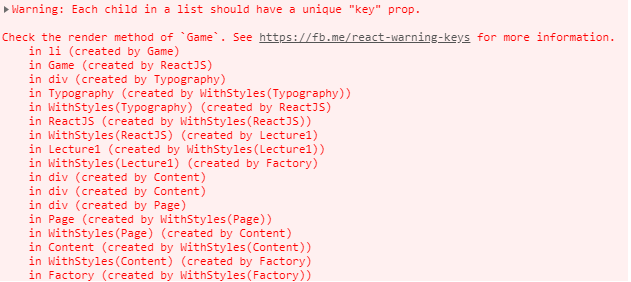 Warning: Each child in a list should have a unique "key" prop.
Check the render method of `Game`. See https://fb.me/react-warning-keys for more information.
in li (created by Game)
in Game (created by ReactJS)
in div (created by Typography)
in Typography (created by WithStyles(Typography))
in WithStyles(Typography) (created by ReactJS)
in ReactJS (created by WithStyles(ReactJS))
in WithStyles(ReactJS) (created by Lecture1)
in Lecture1 (created by WithStyles(Lecture1))
in WithStyles(Lecture1) (created by Factory)
in div (created by Content)
in div (created by Content)
in div (created by Page)
in Page (created by WithStyles(Page))
in WithStyles(Page) (created by Content)
in Content (created by WithStyles(Content))
in WithStyles(Content) (created by Factory)
in Factory (created by WithStyles(Factory))